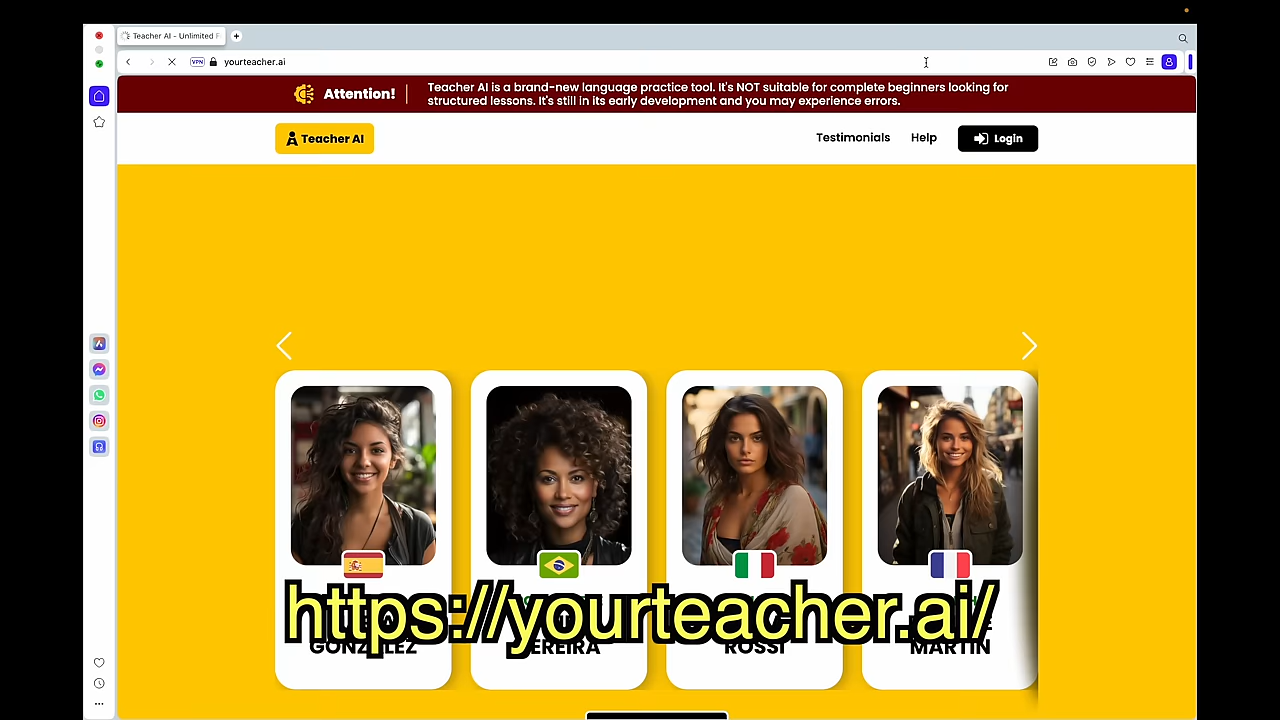 Teacher AI - Unlimited F
VPN
yourteacher.ai
Attention!
Teacher AI is a brand-new language practice tool. It's NOT suitable for complete beginners looking for
structured lessons. It's still in its early development and you may experience errors.
Teacher AI
Testimonials
Help
Login
https://yourteacher.ai/
ROSSI
MARTIN